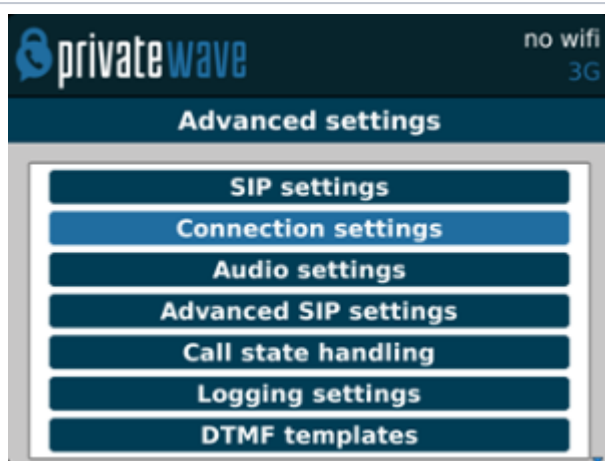 privatewave
no wifi
3G
Advanced settings
SIP settings
Connection settings
Audio settings
Advanced SIP settings
Call state handling
Logging settings
DTMF templates